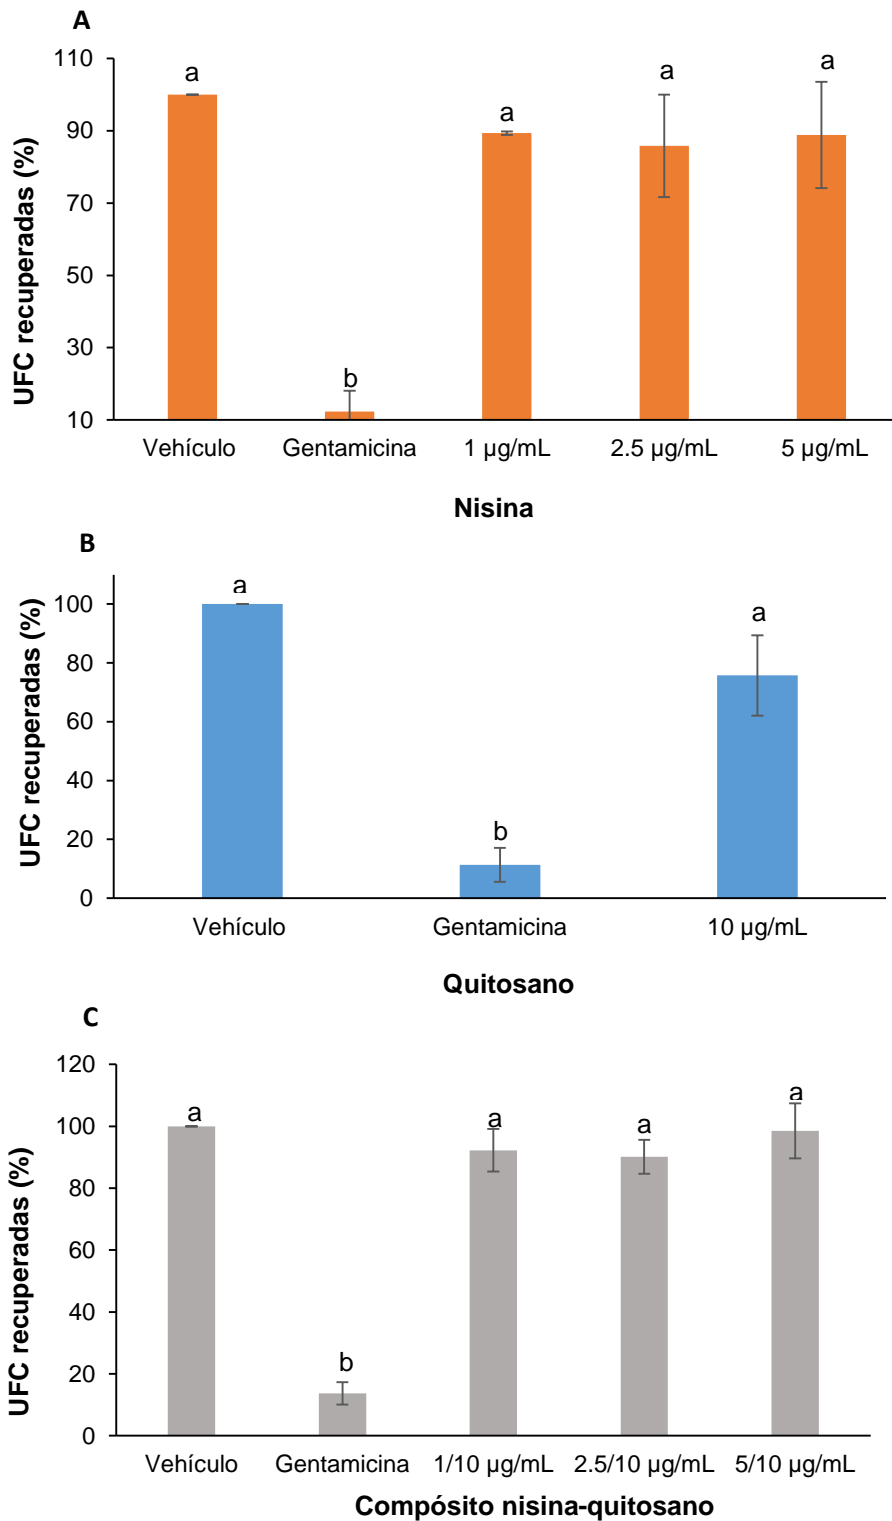 A
110
90
70
50
30
10
UFC recuperadas (%)
a
b
a
a
a
Vehículo Gentamicina 1 µg/mL 2.5 µg/mL 5 µg/mL
Nisina
B
100
80
60
40
20
0
UFC recuperadas (%)
a
b
a
Vehículo Gentamicina 10 µg/mL
Quitosano
C
120
100
80
60
40
20
0
UFC recuperadas (%)
a
b
a
a
a
Vehículo Gentamicina 1/10 µg/mL 2.5/10 µg/mL 5/10 µg/mL
Compósito nisina-quitosano